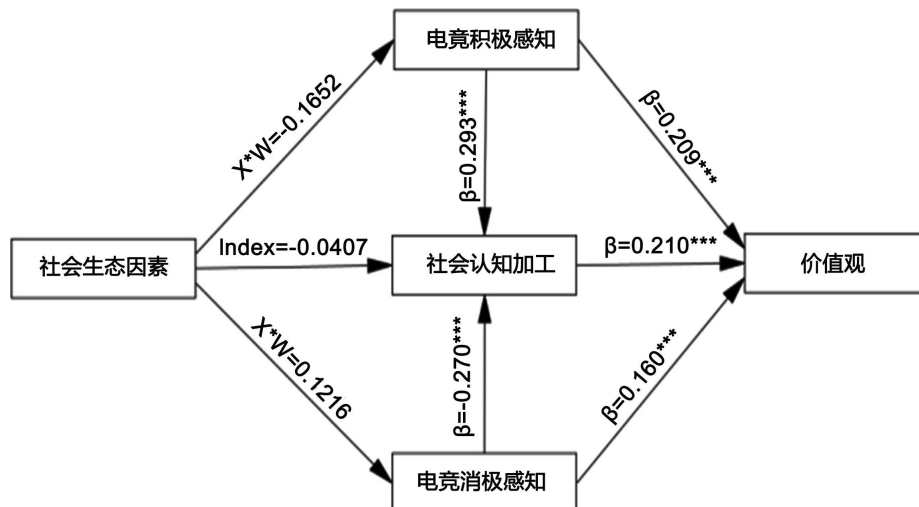 电竟积极感知
X*W=-0.1652
β=0.293***
β=0.209***
社会生态因素
Index=-0.0407
社会认知加工
β=0.210***
价值观
X*W=0.1216
β=-0.270***
β=0.160***
电竞消极感知